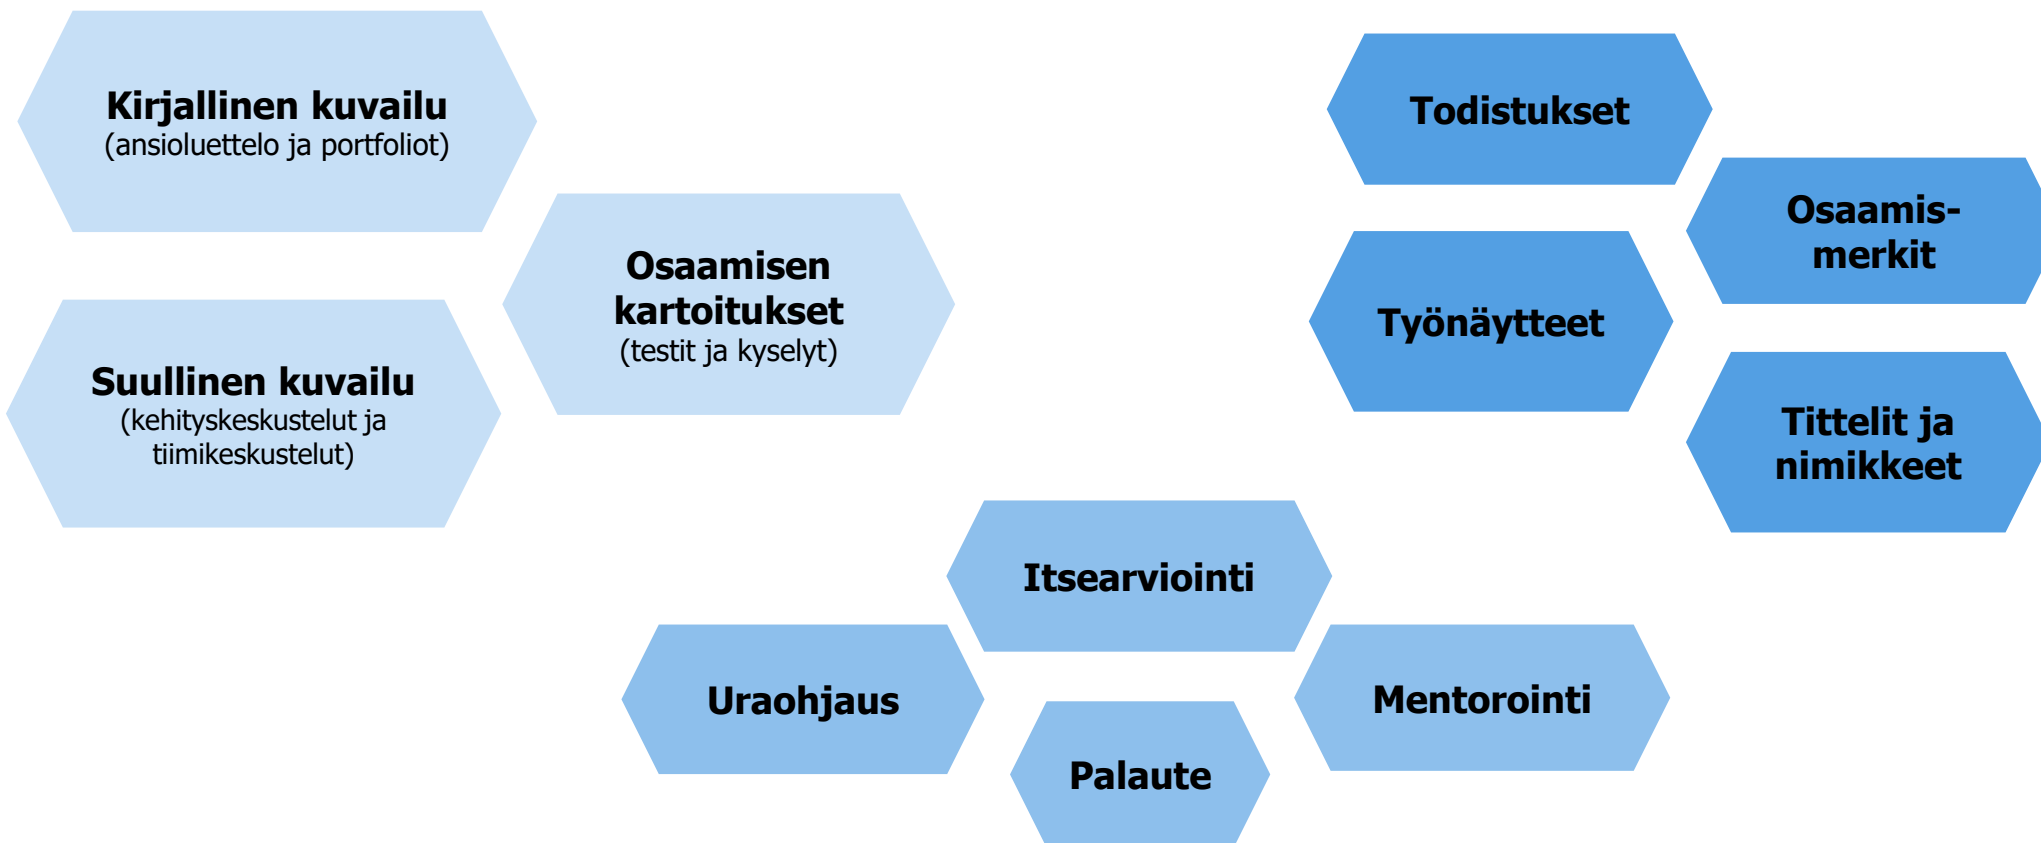 Kirjallinen kuvailu
(ansioluettelo ja portfoliot)
Suullinen kuvailu
(kehityskeskustelut ja
tiimikeskustelut)
Osaamisen
kartoitukset
(testit ja kyselyt)
Todistukset
Osaamis-
merkit
Työnäytteet
Tittelit ja
nimikkeet
Itsearviointi
Uraohjaus
Mentorointi
Palaute